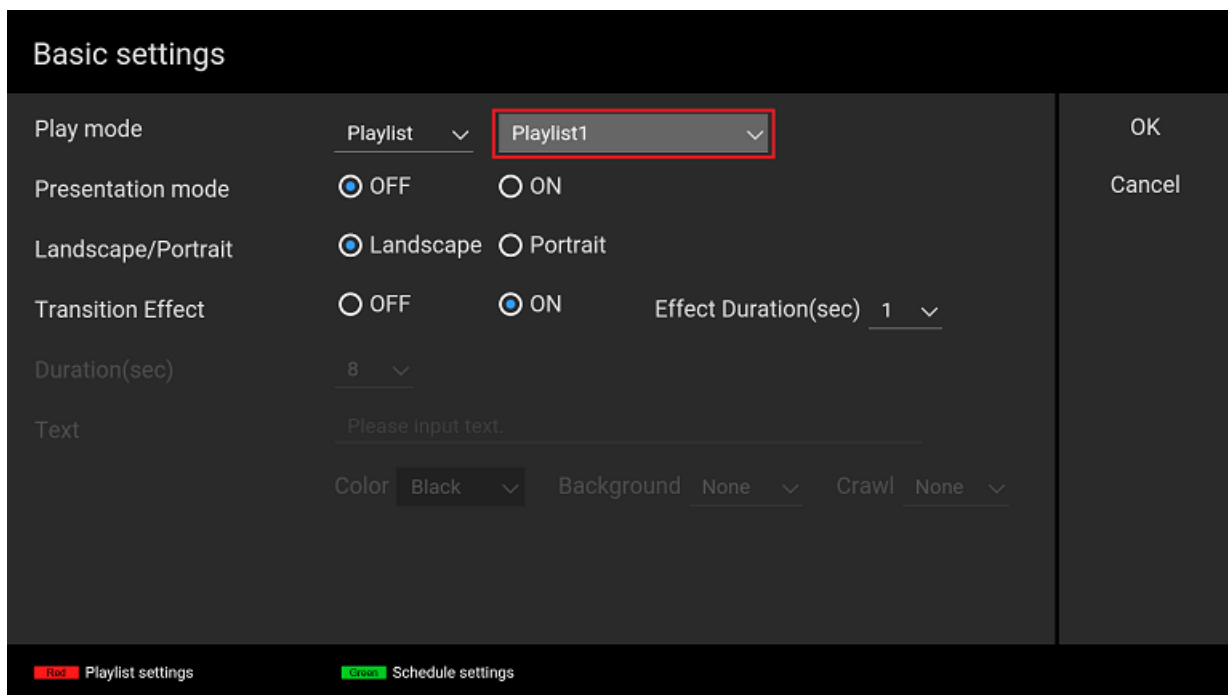 Basic settings
Play mode Playlist Playlist1 OK
Presentation mode OFF ON Cancel
Landscape/Portrait Landscape Portrait
Transition Effect OFF ON Effect Duration(sec) 1
Duration(sec) 8
Text Please input text.
Color Black Background None Crawl None
Red Playlist settings Green Schedule settings